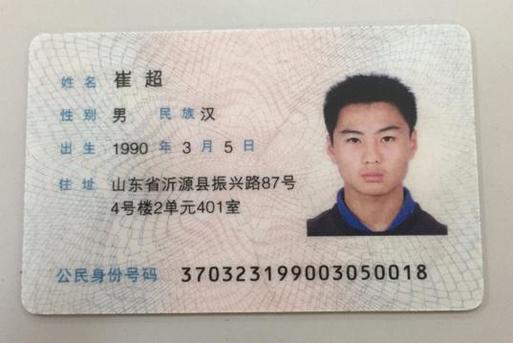 姓名 崔超
性别 男 民族 汉
出生 1990 年 3 月 5 日
住址 山东省沂源县振兴路87号
4号楼2单元401室
公民身份号码 370323199003050018